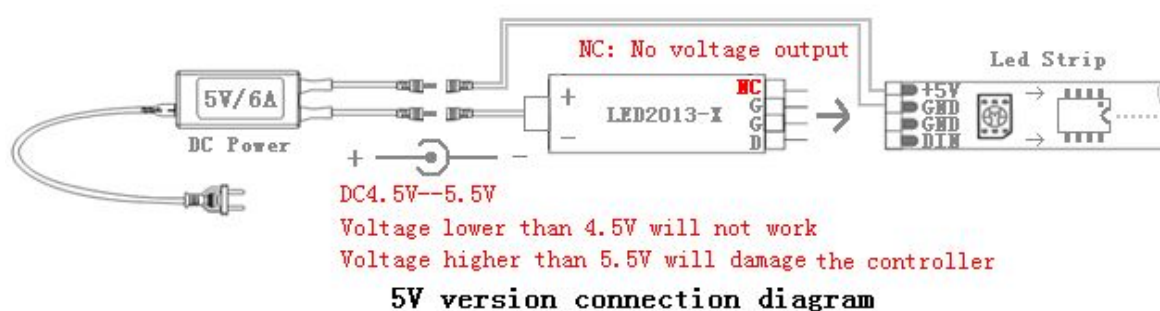 NC: No voltage output
Led Strip
5V/6A
DC Power
+
−
LED2013-X
NC
G
G
D
+5V
GND
GND
DIN
+ −
DC4.5V--5.5V
Voltage lower than 4.5V will not work
Voltage higher than 5.5V will damage the controller
5V version connection diagram